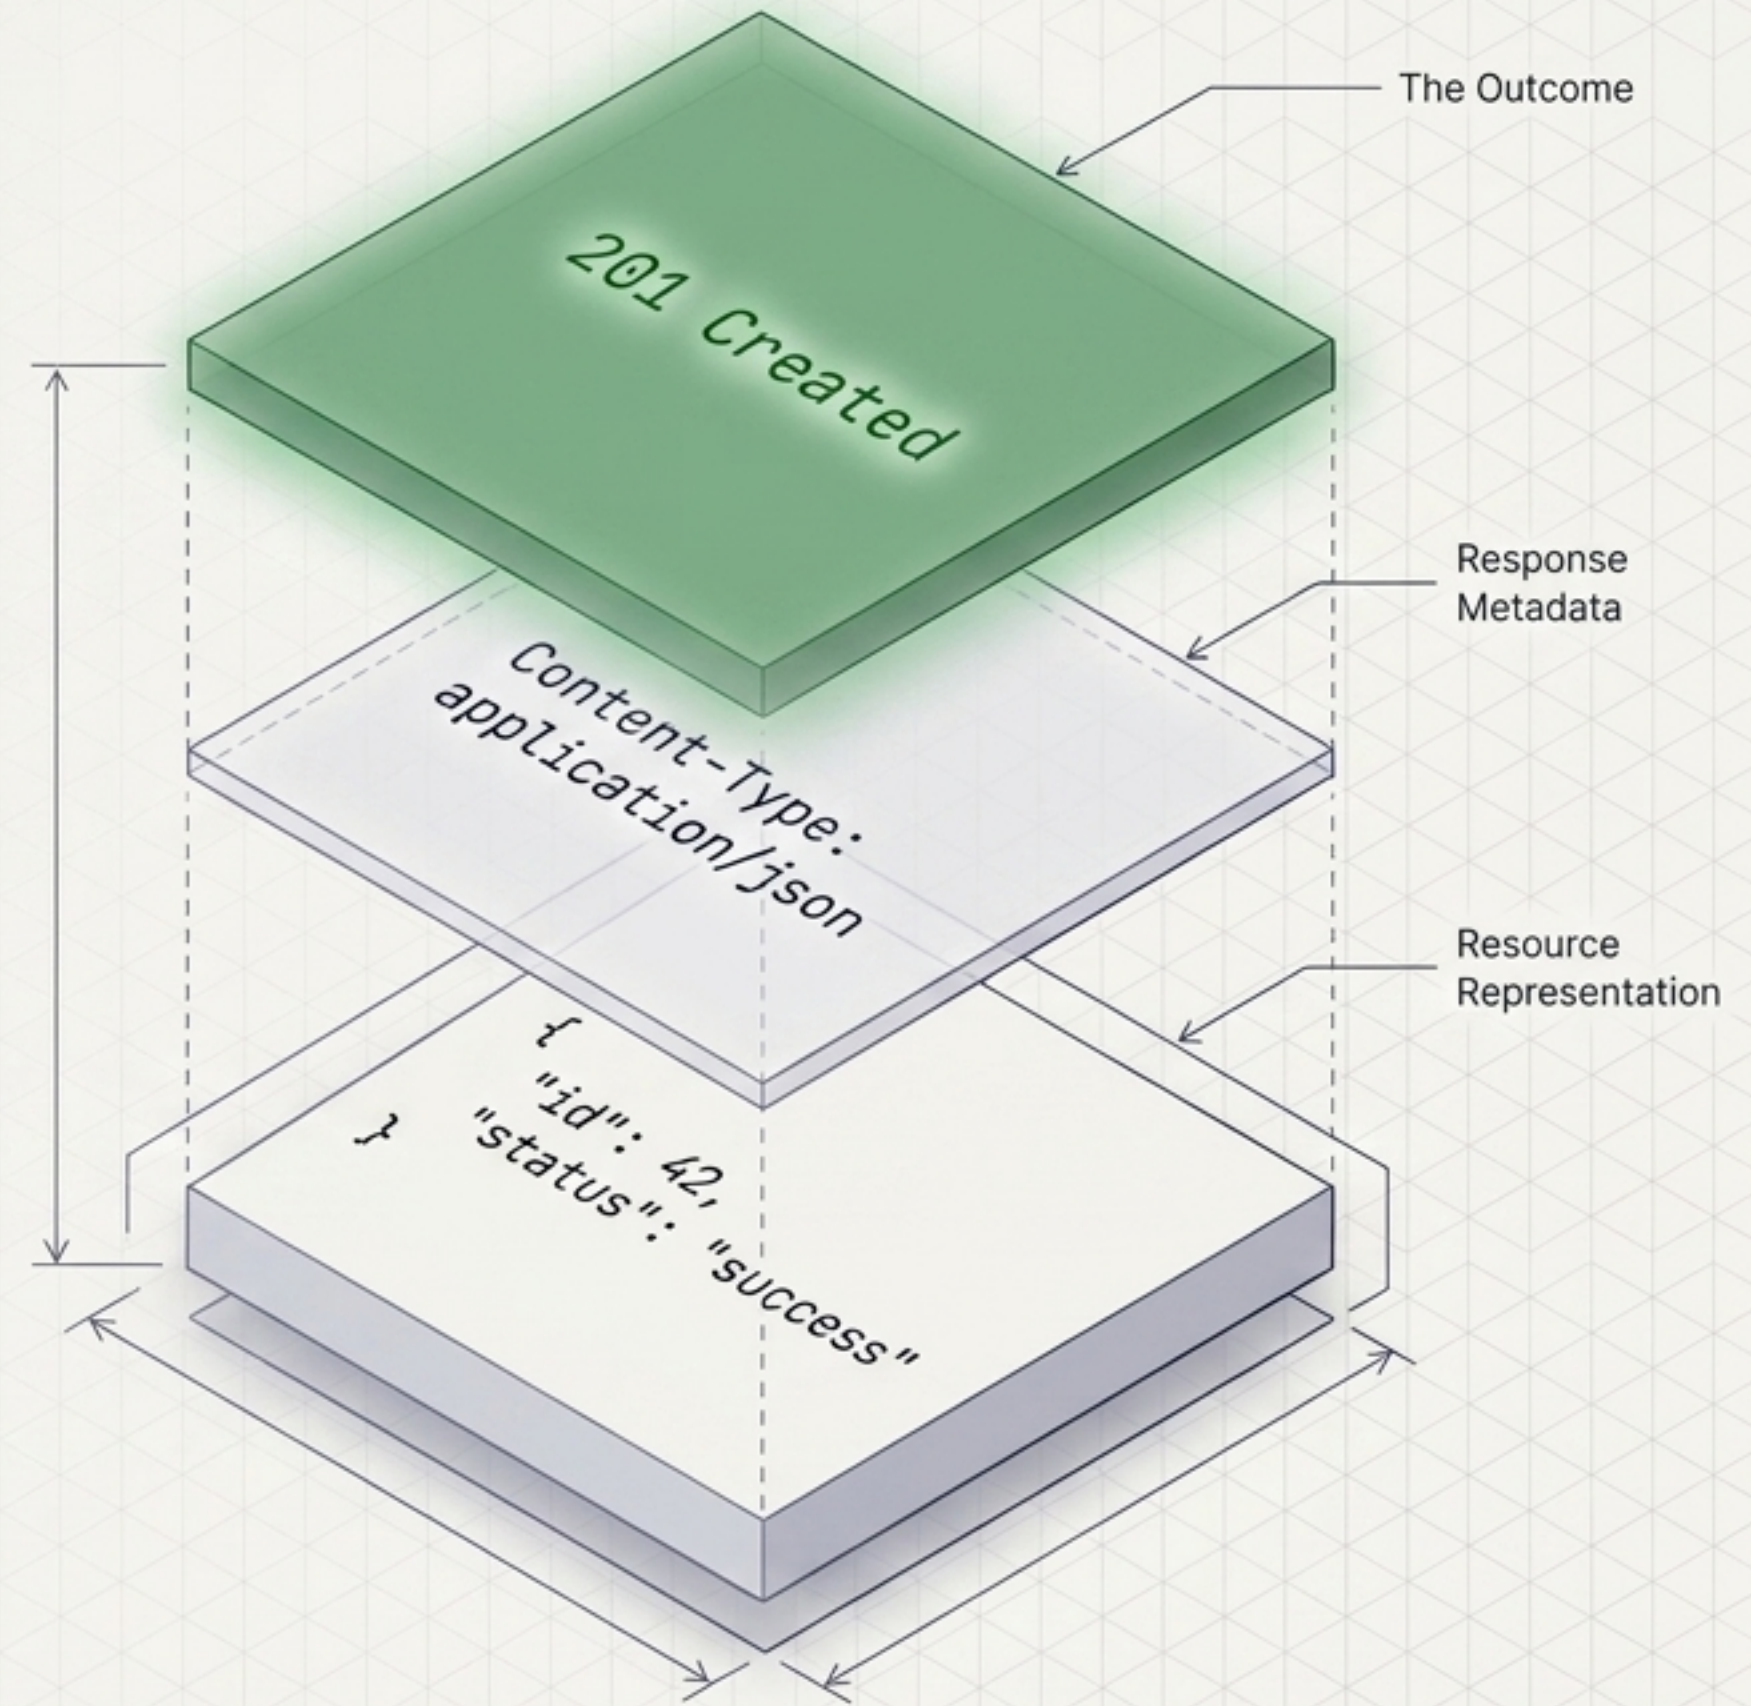 The Outcome
201 Created
Response
Metadata
Content-Type:
application/json
Resource
Representation
{
"id": 42,
"status": "success"
}